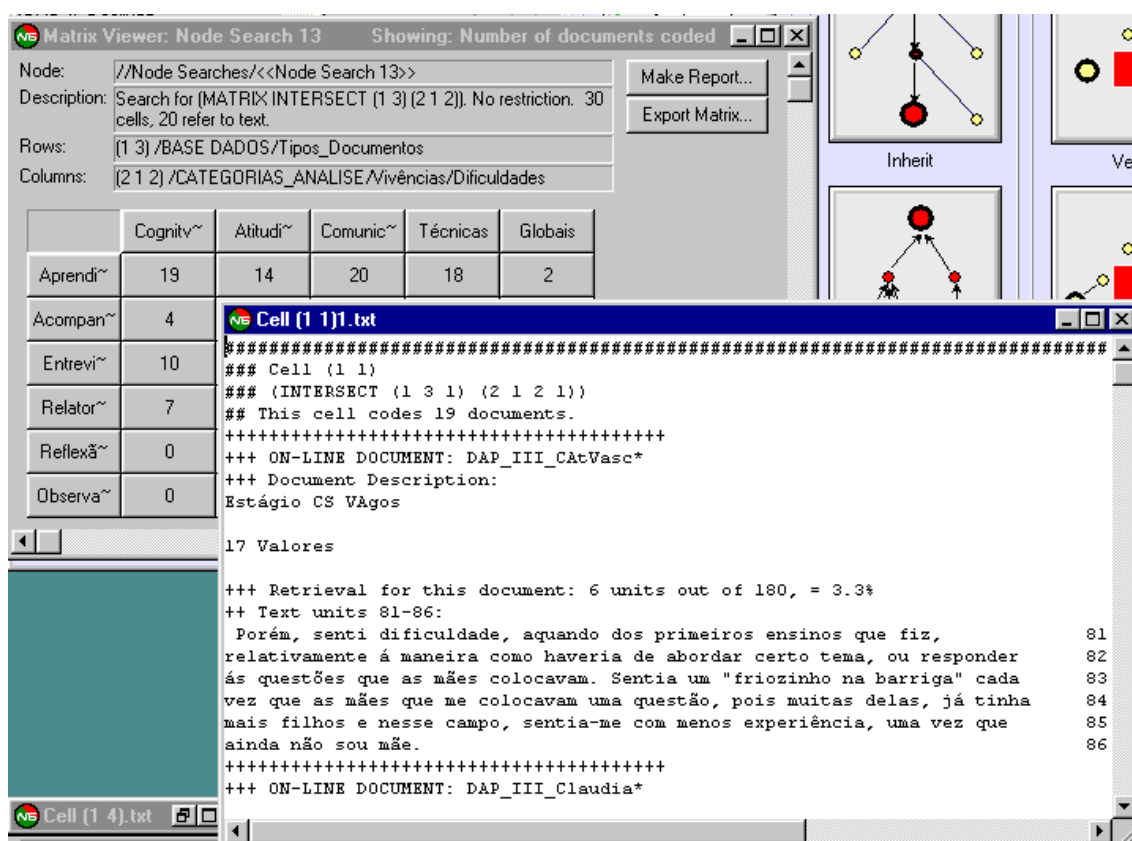 Matrix Viewer: Node Search 13 Showing: Number of documents coded
Node: //Node Searches/<<Node Search 13>>
Make Report...
Description: Search for (MATRIX INTERSECT (1 3) (2 1 2)). No restriction. 30
cells, 20 refer to text.
Export Matrix...
Rows: (1 3) /BASE DADOS/Tipos_Documentos
Columns: (2 1 2) /CATEGORIAS_ANALISE/Vivências/Dificuldades
Inherit
Ve
Cognitv~ Atitudi~ Comunic~ Técnicas Globais
Aprendi~ 19 14 20 18 2
Acompan~ 4
Entrevi~ 10
Relator~ 7
Reflexã~ 0
Observa~ 0
Cell (1 1)1.txt
################################################################################
### Cell (1 1)
### (INTERSECT (1 3 1) (2 1 2 1))
## This cell codes 19 documents.
++++++++++++++++++++++++++++++++++++++++
+++ ON-LINE DOCUMENT: DAP_III_CAtVasc*
+++ Document Description:
Estágio CS VAgos
17 Valores
+++ Retrieval for this document: 6 units out of 180, = 3.3%
++ Text units 81-86:
Porém, senti dificuldade, aquando dos primeiros ensinos que fiz, 81
relativamente á maneira como haveria de abordar certo tema, ou responder 82
ás questões que as mães colocavam. Sentia um "friozinho na barriga" cada 83
vez que as mães que me colocavam uma questão, pois muitas delas, já tinha 84
mais filhos e nesse campo, sentia-me com menos experiência, uma vez que 85
ainda não sou mãe. 86
++++++++++++++++++++++++++++++++++++++++
+++ ON-LINE DOCUMENT: DAP_III_Claudia*
Cell (1 4).txt